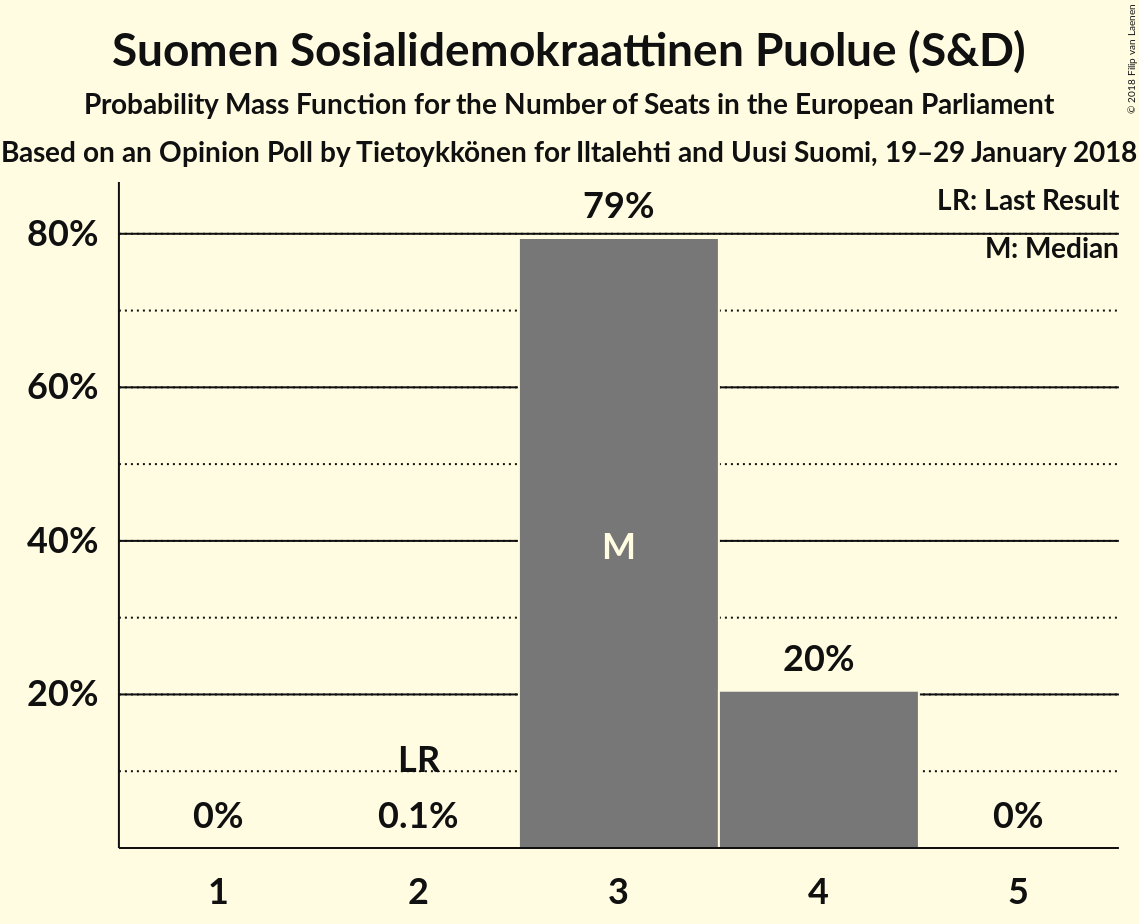 Suomen Sosialidemokraattinen Puolue (S&D)
Probability Mass Function for the Number of Seats in the European Parliament
Based on an Opinion Poll by Tietoykkönen for Iltalehti and Uusi Suomi, 19–29 January 2018
© 2018 Filip van Laenen
LR: Last Result
M: Median
79%
80%
60%
40%
M
20%
20%
LR
0%
0.1%
0%
1
2
3
4
5